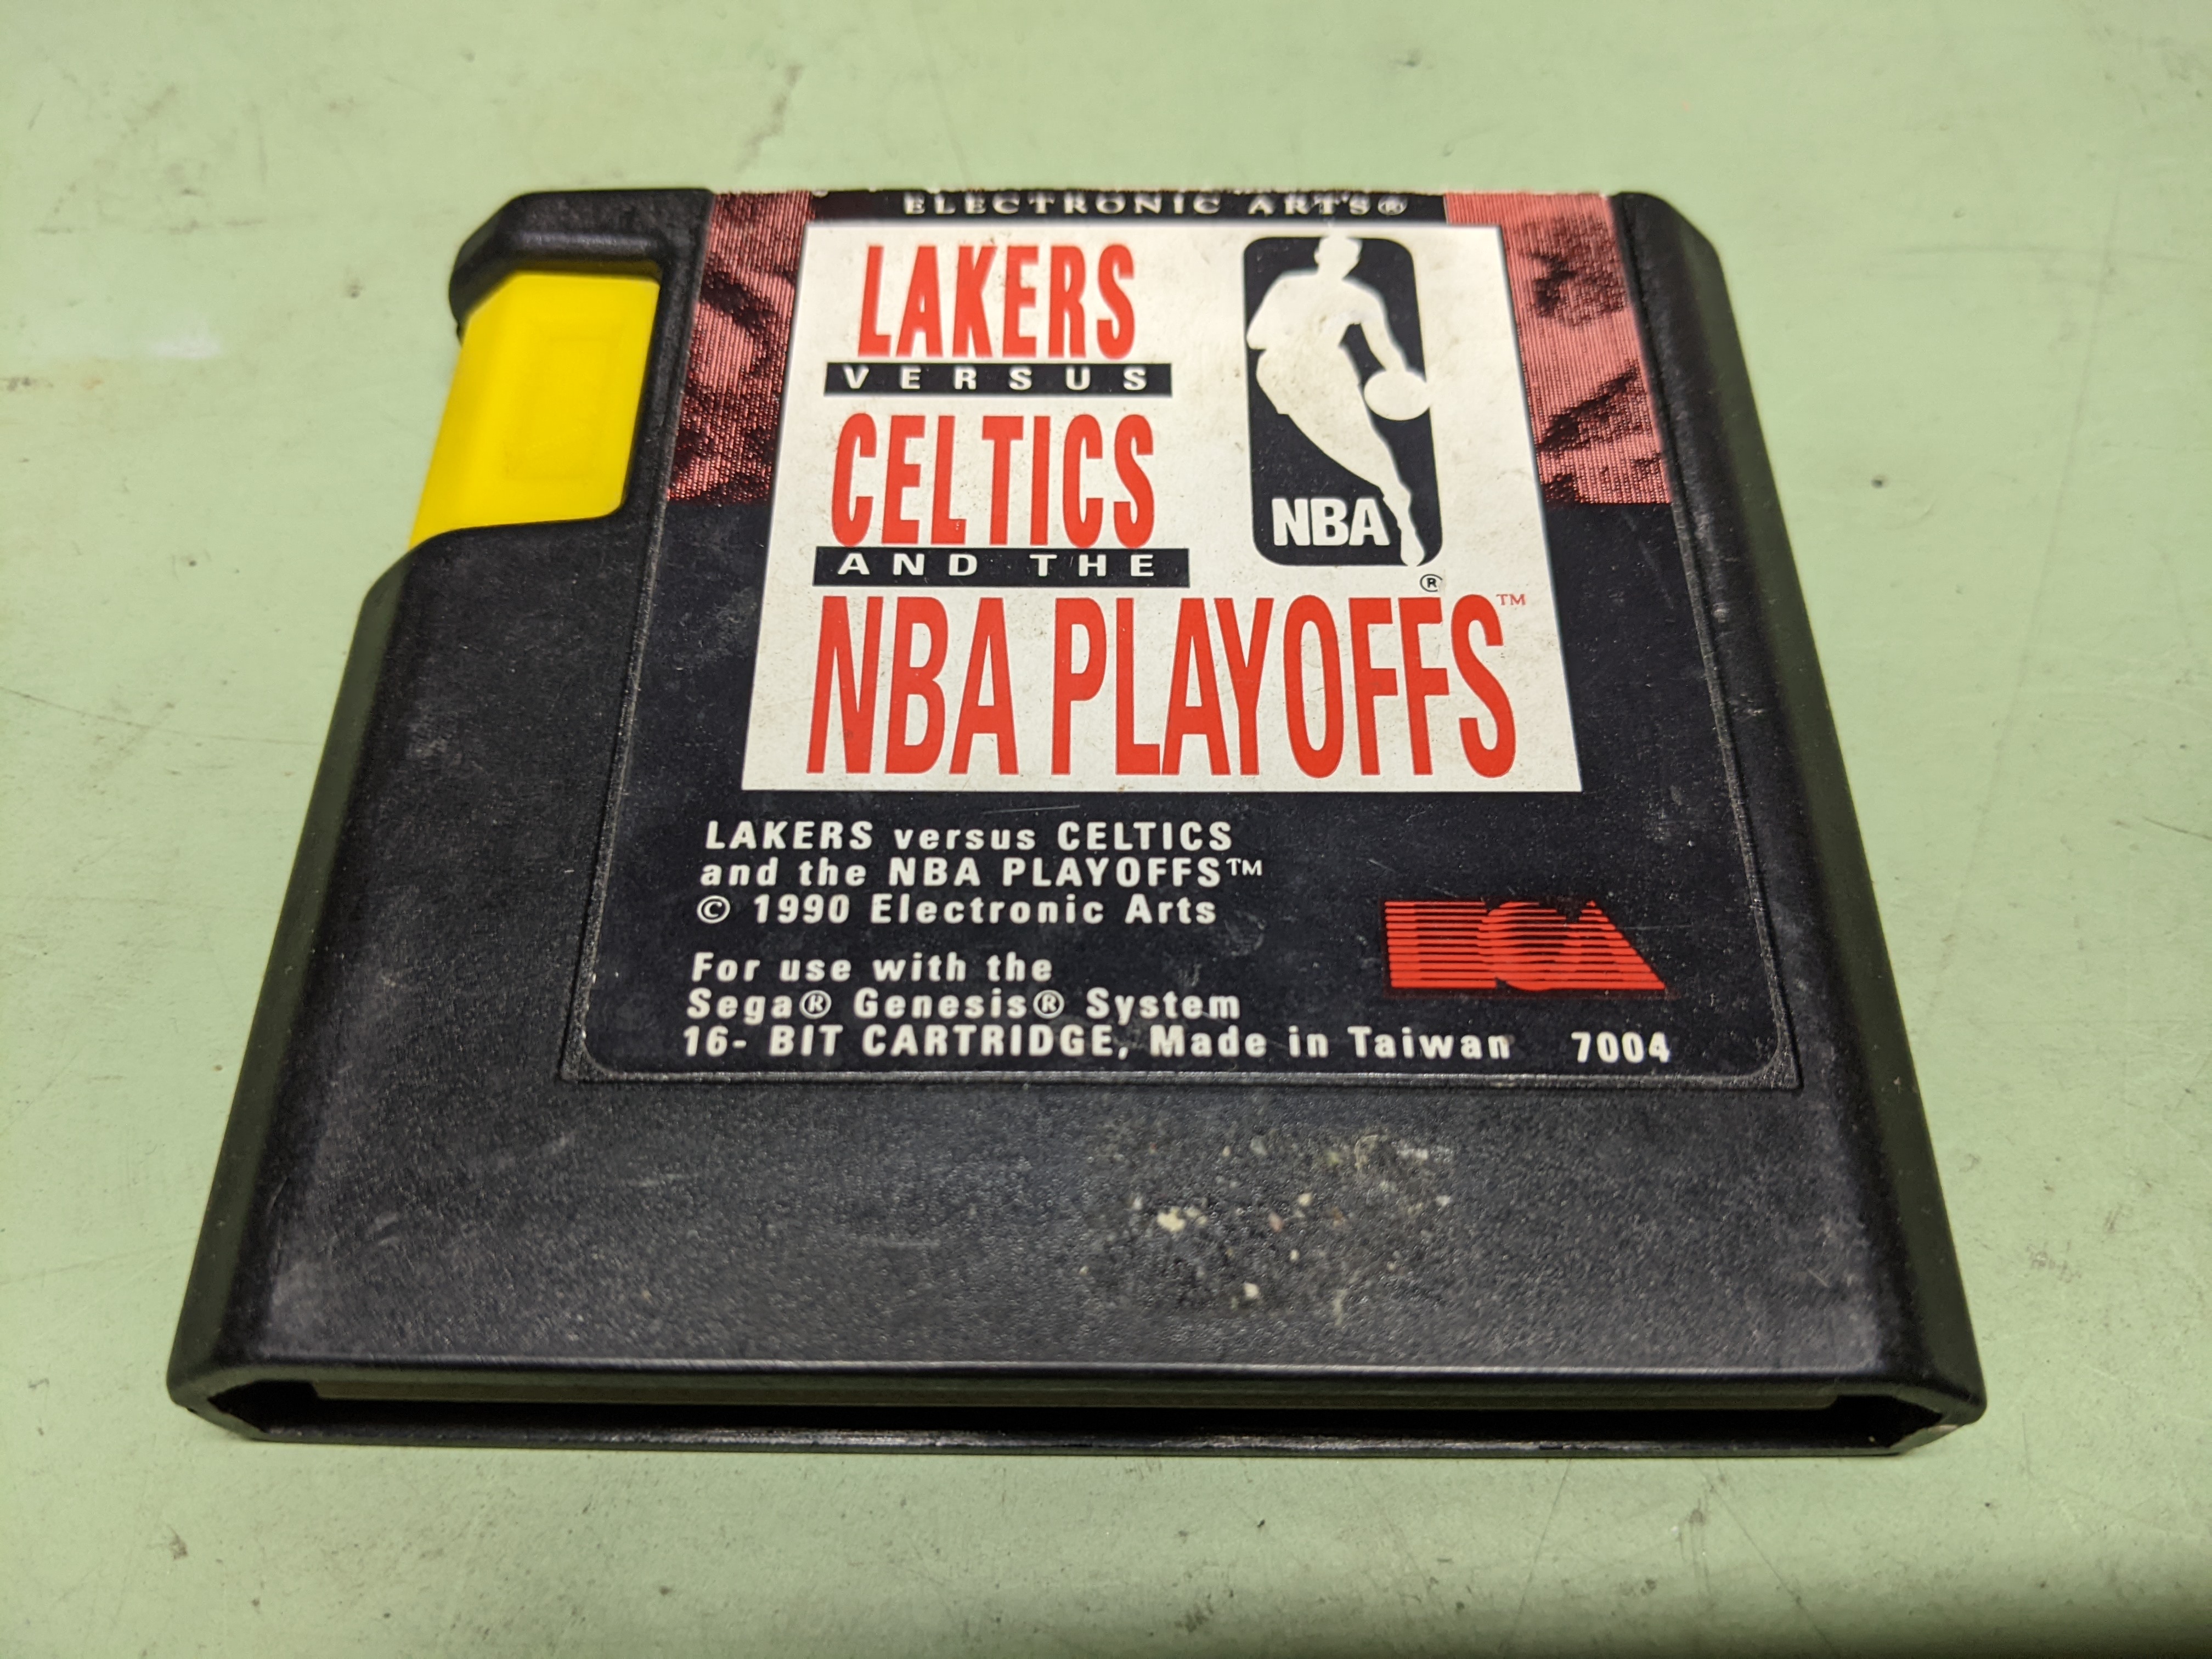 ELECTRONIC ARTS®
LAKERS
VERSUS
CELTICS
AND THE
NBA PLAYOFFS™
NBA
®
LAKERS versus CELTICS
and the NBA PLAYOFFS™
© 1990 Electronic Arts
For use with the
Sega® Genesis® System
16- BIT CARTRIDGE, Made in Taiwan 7004
EA